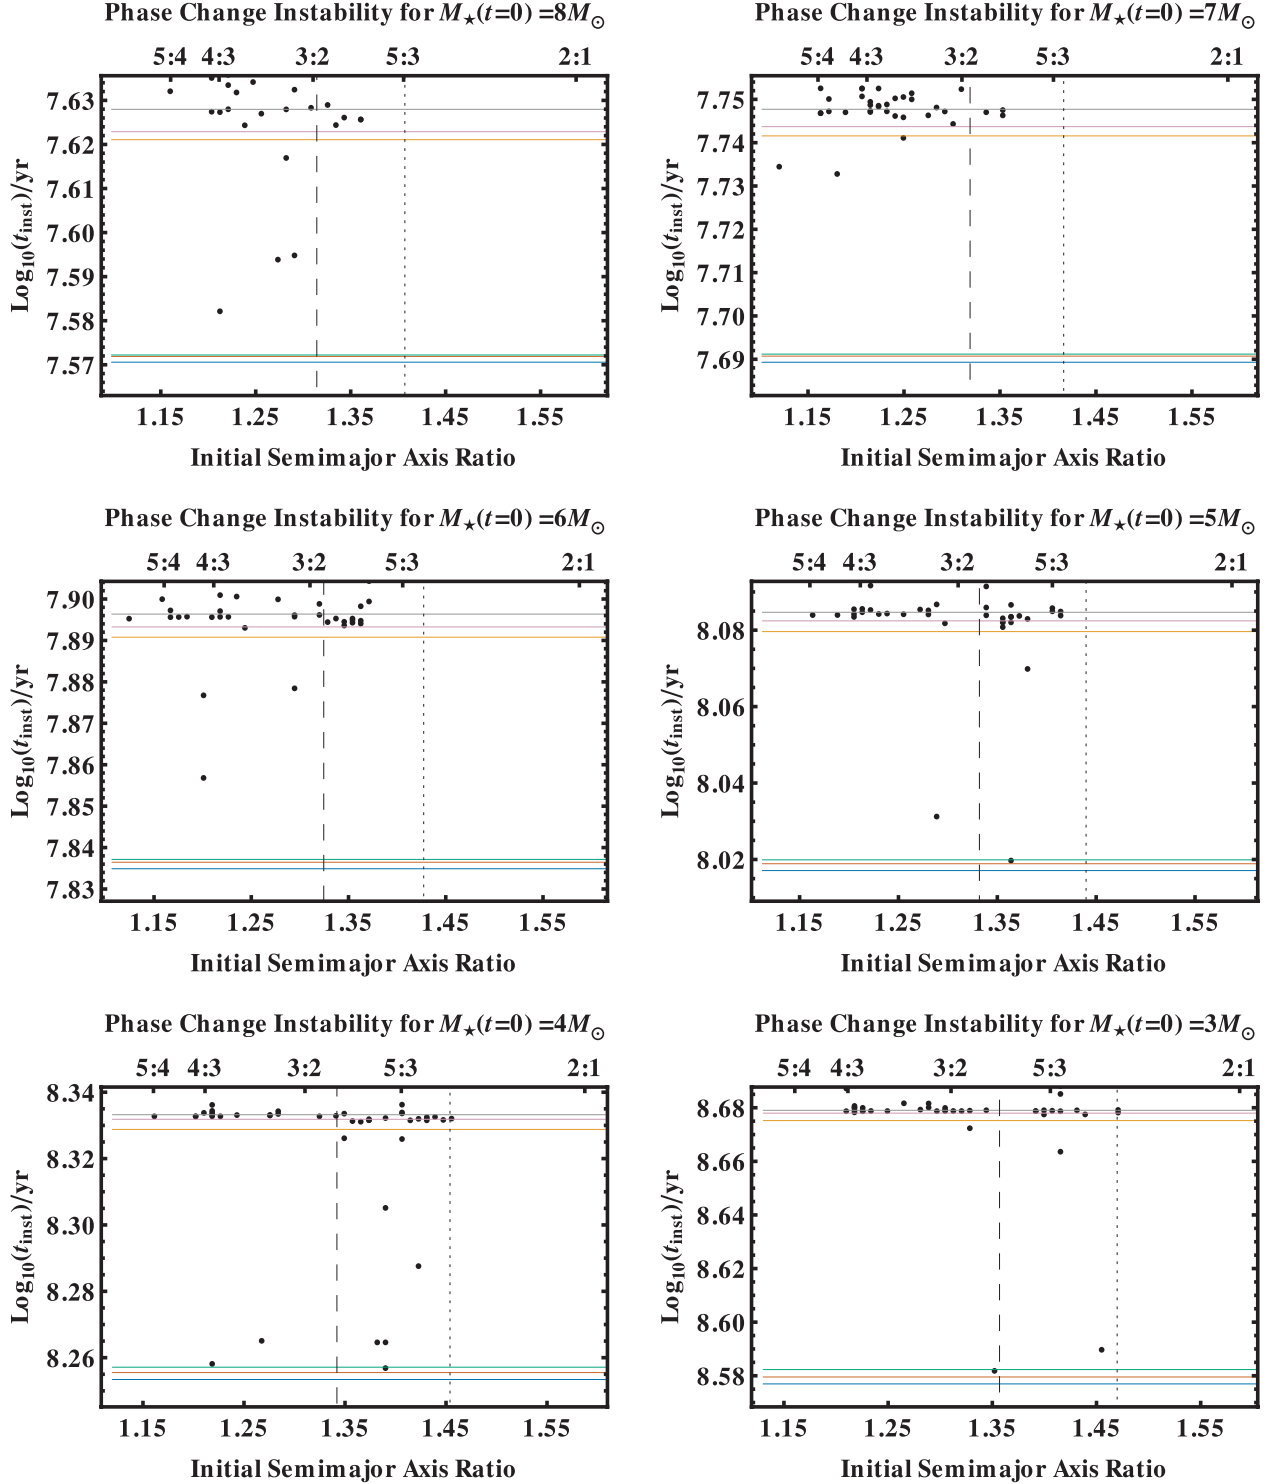 Phase Change Instability for M★(t=0) =8M⊙
5:4 4:3 3:2 5:3 2:1
7.63
7.62
7.61
7.60
7.59
7.58
7.57
Log10(tinst)/yr
1.15 1.25 1.35 1.45 1.55
Initial Semimajor Axis Ratio
Phase Change Instability for M★(t=0) =7M⊙
5:4 4:3 3:2 5:3 2:1
7.75
7.74
7.73
7.72
7.71
7.70
7.69
Log10(tinst)/yr
1.15 1.25 1.35 1.45 1.55
Initial Semimajor Axis Ratio
Phase Change Instability for M★(t=0) =6M⊙
5:4 4:3 3:2 5:3 2:1
7.90
7.89
7.88
7.87
7.86
7.85
7.84
7.83
Log10(tinst)/yr
1.15 1.25 1.35 1.45 1.55
Initial Semimajor Axis Ratio
Phase Change Instability for M★(t=0) =5M⊙
5:4 4:3 3:2 5:3 2:1
8.08
8.06
8.04
8.02
Log10(tinst)/yr
1.15 1.25 1.35 1.45 1.55
Initial Semimajor Axis Ratio
Phase Change Instability for M★(t=0) =4M⊙
5:4 4:3 3:2 5:3 2:1
8.34
8.32
8.30
8.28
8.26
Log10(tinst)/yr
1.15 1.25 1.35 1.45 1.55
Initial Semimajor Axis Ratio
Phase Change Instability for M★(t=0) =3M⊙
5:4 4:3 3:2 5:3 2:1
8.68
8.66
8.64
8.62
8.60
8.58
Log10(tinst)/yr
1.15 1.25 1.35 1.45 1.55
Initial Semimajor Axis Ratio